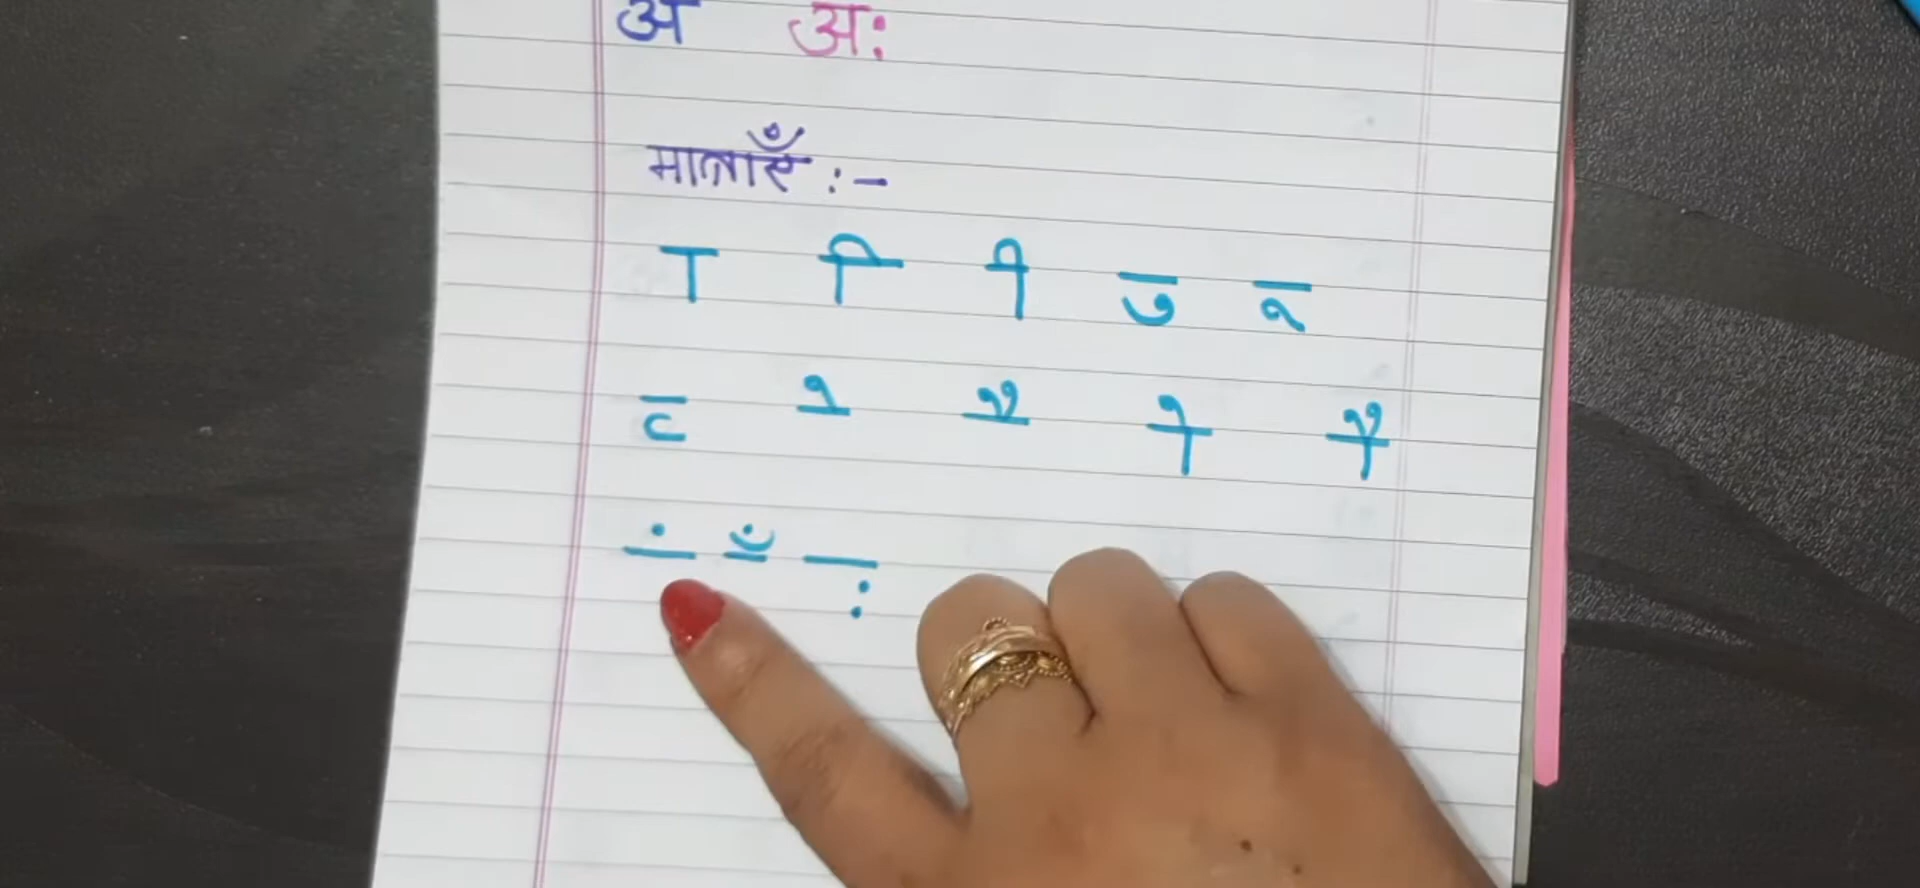 अं अः
मात्राएँ :-
ा ि ी ु ू
ृ े ै ो ौ
ं ँ ः